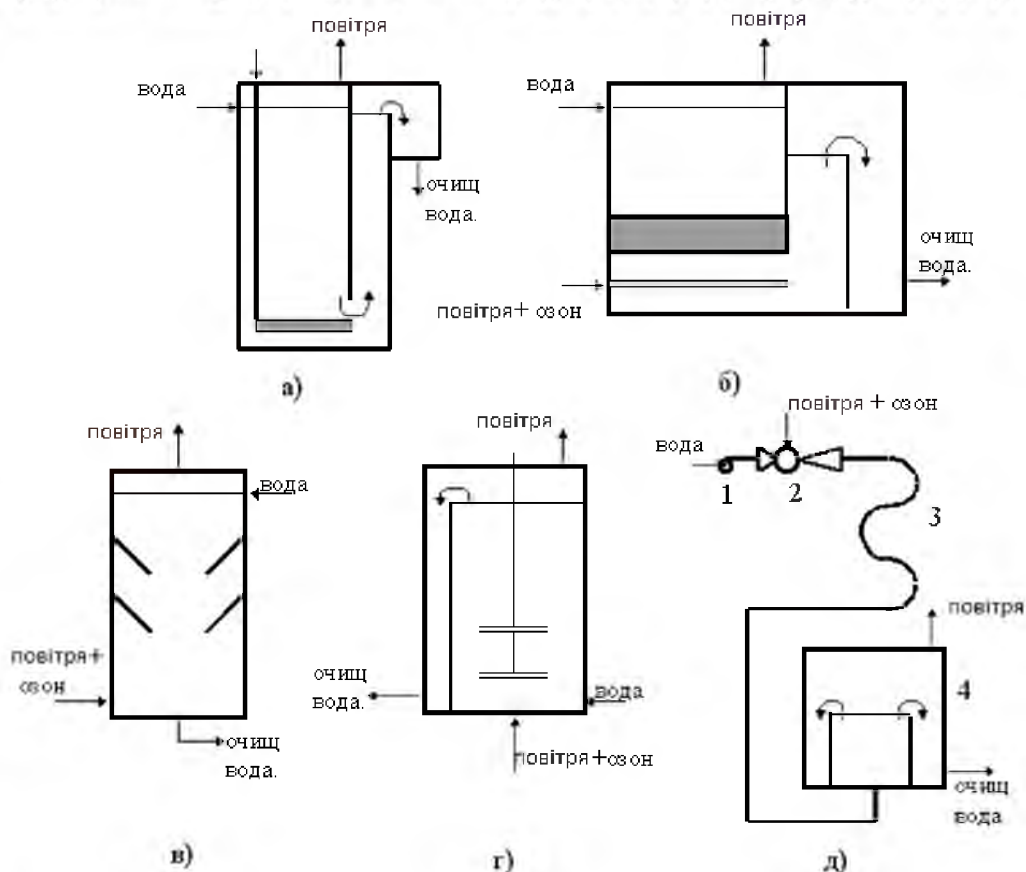 повітря
вода
очищ
вода.
а)
повітря
вода
повітря+ озон
очищ
вода.
б)
повітря
вода
повітря+
озон
очищ
вода.
в)
повітря
очищ
вода.
вода
повітря+озон
г)
повітря + озон
вода
1
2
3
повітря
4
очищ
вода
д)